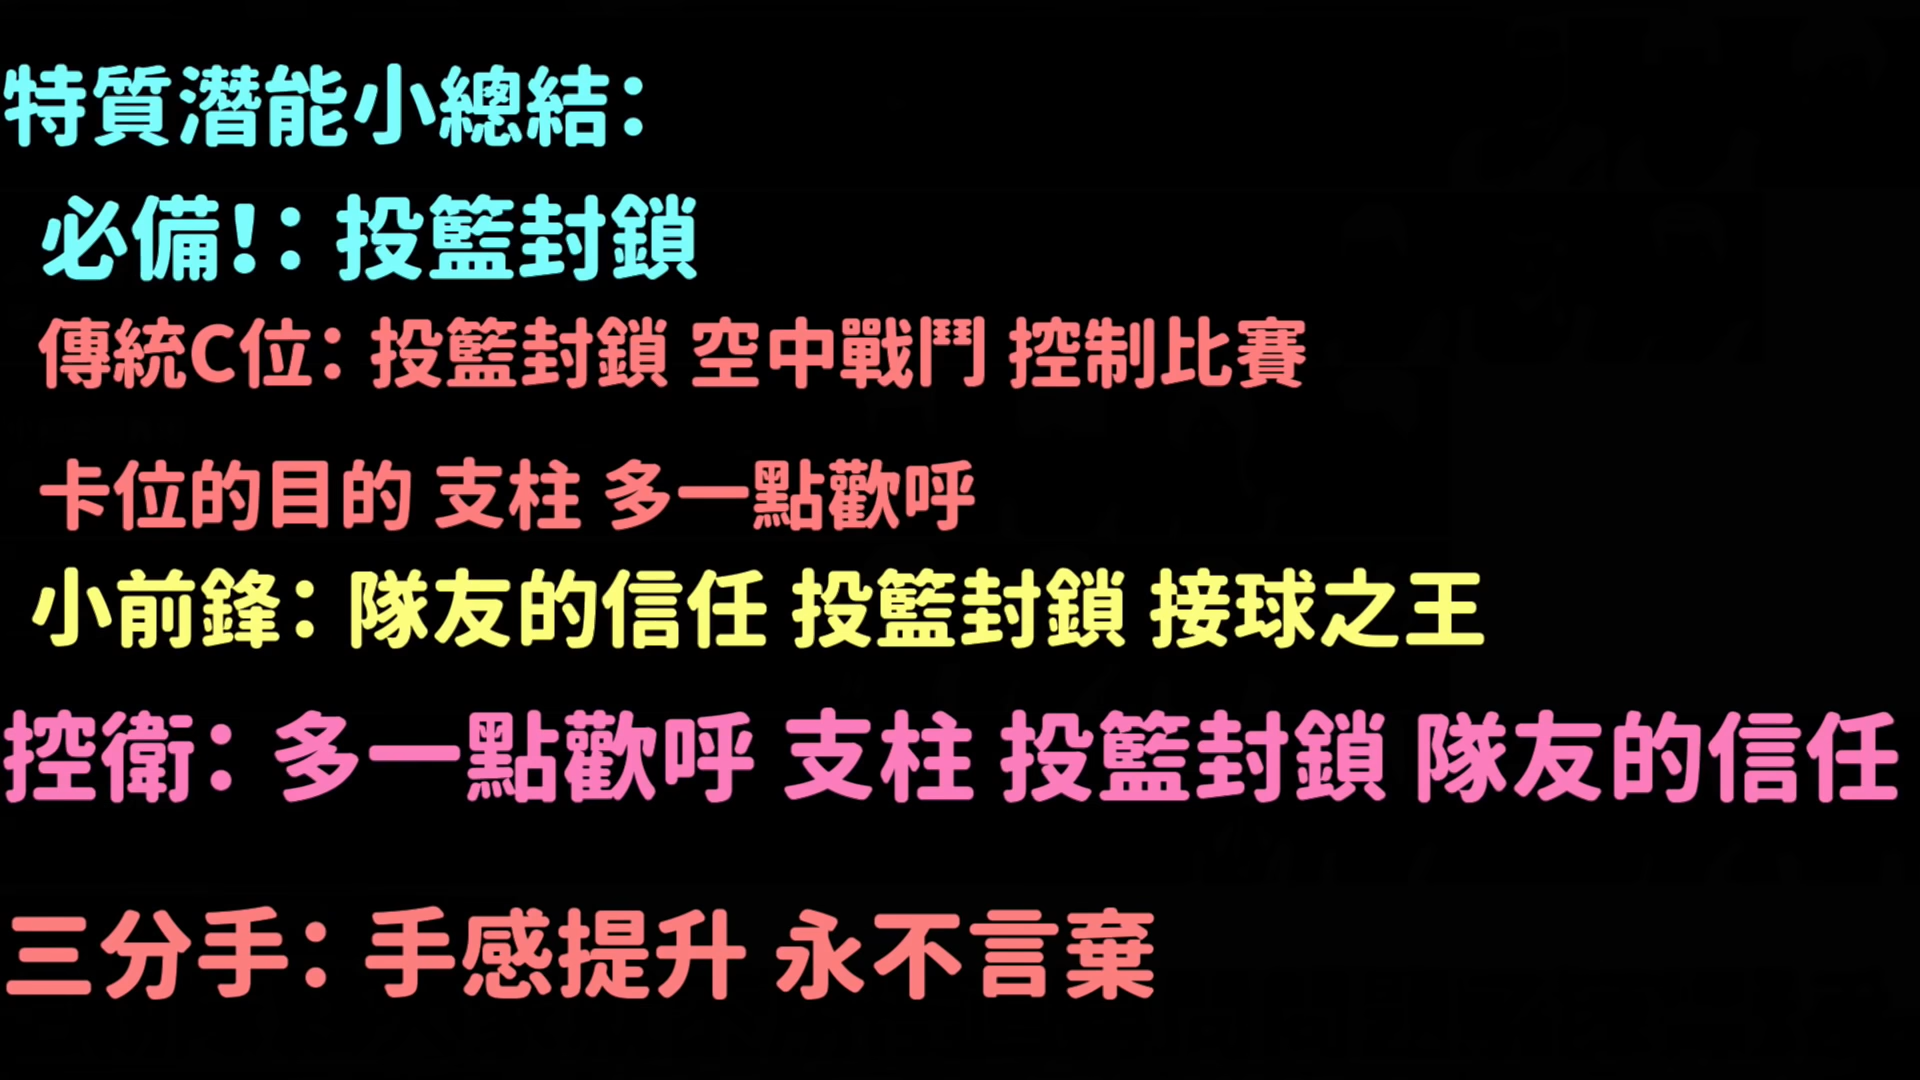 特質潛能小總結：
必備！：投籃封鎖
傳統C位：投籃封鎖 空中戰鬥 控制比賽
卡位的目的 支柱 多一點歡呼
小前鋒：隊友的信任 投籃封鎖 接球之王
控衛：多一點歡呼 支柱 投籃封鎖 隊友的信任
三分手：手感提升 永不言棄